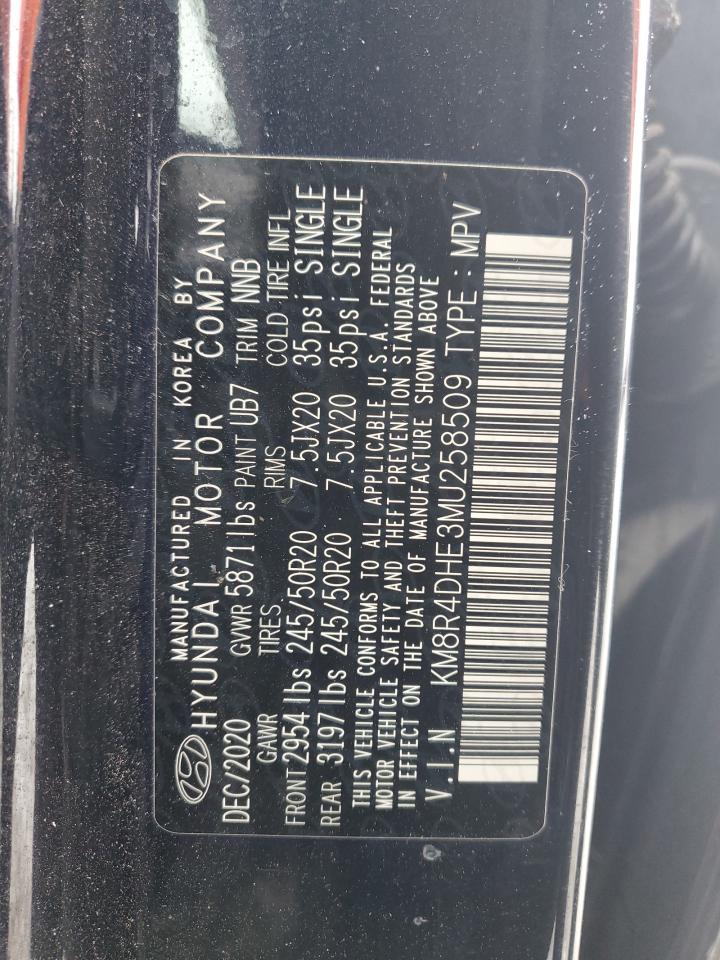 MANUFACTURED IN KOREA BY
HYUNDAI MOTOR COMPANY
DEC/2020 GVWR 5871 lbs PAINT UB7 TRIM NNB
GAWR TIRES RIMS COLD TIRE INFL
FRONT 2954 lbs 245/50R20 7.5JX20 35psi SINGLE
REAR 3197 lbs 245/50R20 7.5JX20 35psi SINGLE
THIS VEHICLE CONFORMS TO ALL APPLICABLE U.S.A. FEDERAL
MOTOR VEHICLE SAFETY AND THEFT PREVENTION STANDARDS
IN EFFECT ON THE DATE OF MANUFACTURE SHOWN ABOVE
V.I.N KM8R4DHE3MU258509 TYPE : MPV